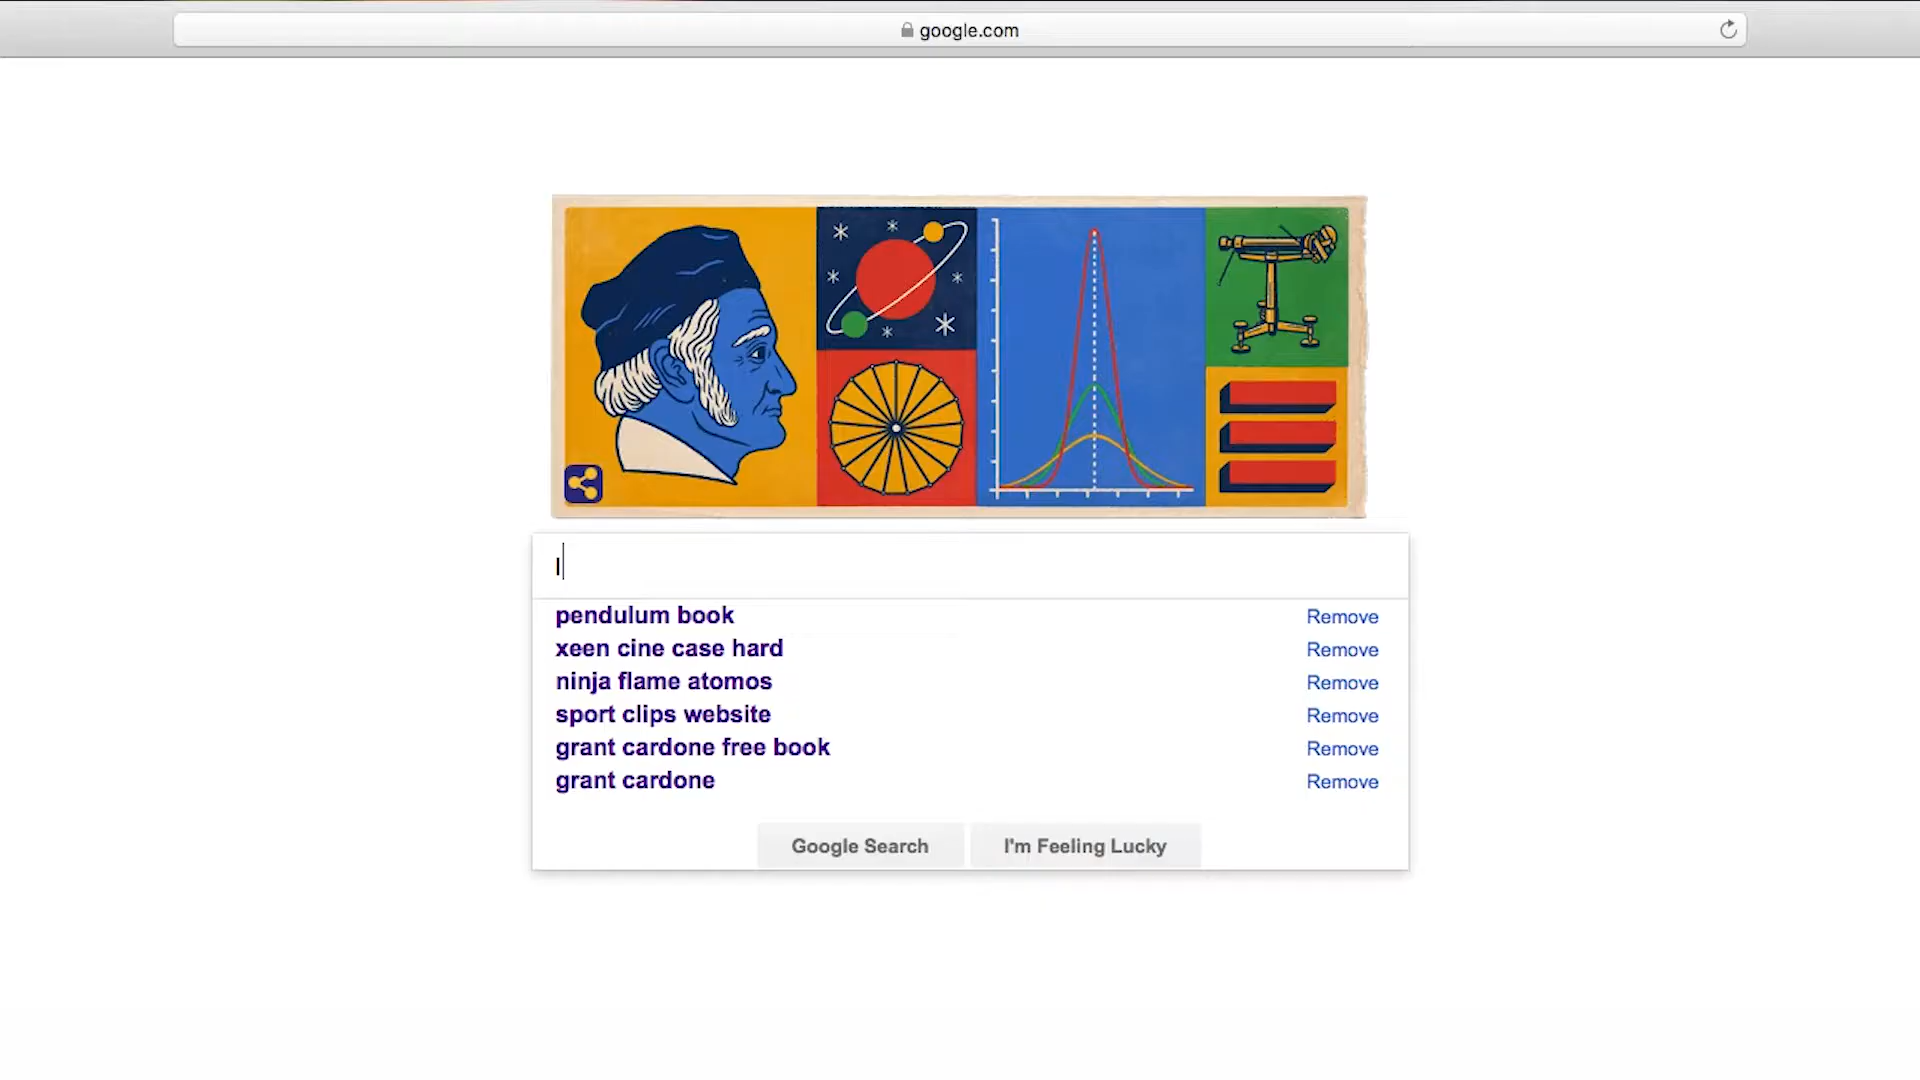 google.com
l
pendulum book Remove
xeen cine case hard Remove
ninja flame atomos Remove
sport clips website Remove
grant cardone free book Remove
grant cardone Remove
Google Search I'm Feeling Lucky